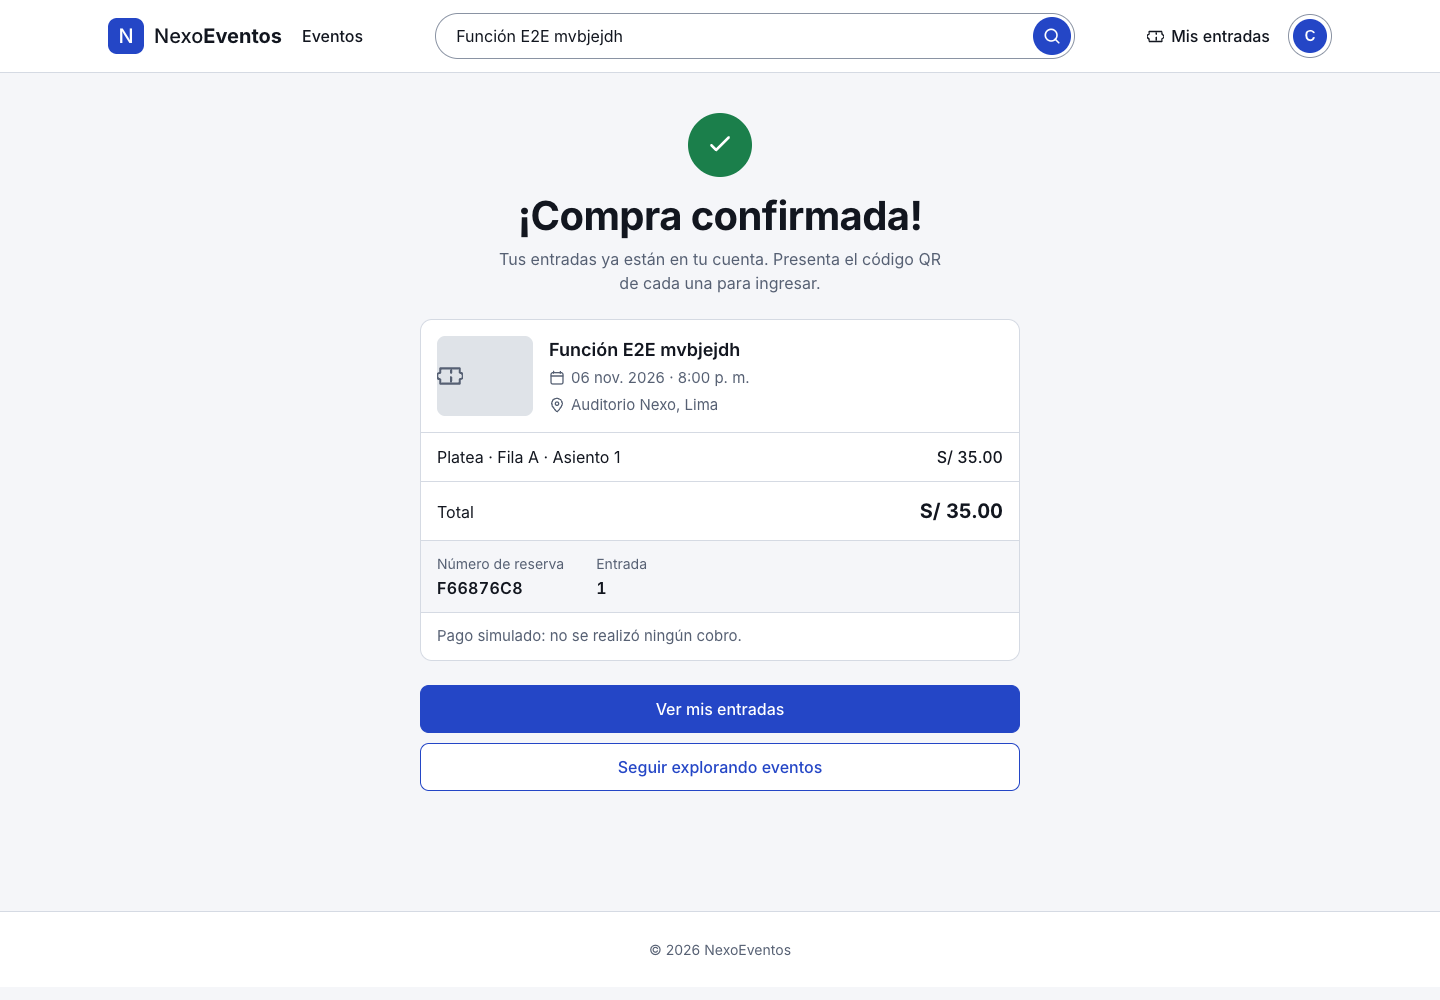 N NexoEventos Eventos Función E2E mvbjejdh Mis entradas C
¡Compra confirmada!
Tus entradas ya están en tu cuenta. Presenta el código QR
de cada una para ingresar.
Función E2E mvbjejdh
06 nov. 2026 · 8:00 p. m.
Auditorio Nexo, Lima
Platea · Fila A · Asiento 1 S/ 35.00
Total S/ 35.00
Número de reserva Entrada
F66876C8 1
Pago simulado: no se realizó ningún cobro.
Ver mis entradas
Seguir explorando eventos
© 2026 NexoEventos